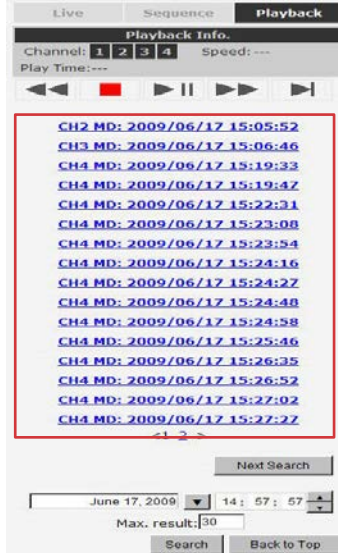 Live Sequence Playback
Playback Info.
Channel: 1 2 3 4 Speed: ---
Play Time:---
CH2 MD: 2009/06/17 15:05:52
CH3 MD: 2009/06/17 15:06:46
CH4 MD: 2009/06/17 15:19:33
CH4 MD: 2009/06/17 15:19:47
CH4 MD: 2009/06/17 15:22:31
CH4 MD: 2009/06/17 15:23:08
CH4 MD: 2009/06/17 15:23:54
CH4 MD: 2009/06/17 15:24:16
CH4 MD: 2009/06/17 15:24:27
CH4 MD: 2009/06/17 15:24:48
CH4 MD: 2009/06/17 15:24:58
CH4 MD: 2009/06/17 15:25:46
CH4 MD: 2009/06/17 15:26:35
CH4 MD: 2009/06/17 15:26:52
CH4 MD: 2009/06/17 15:27:02
CH4 MD: 2009/06/17 15:27:27
<1 2 >
Next Search
June 17, 2009 14: 57: 57
Max. result: 30
Search Back to Top